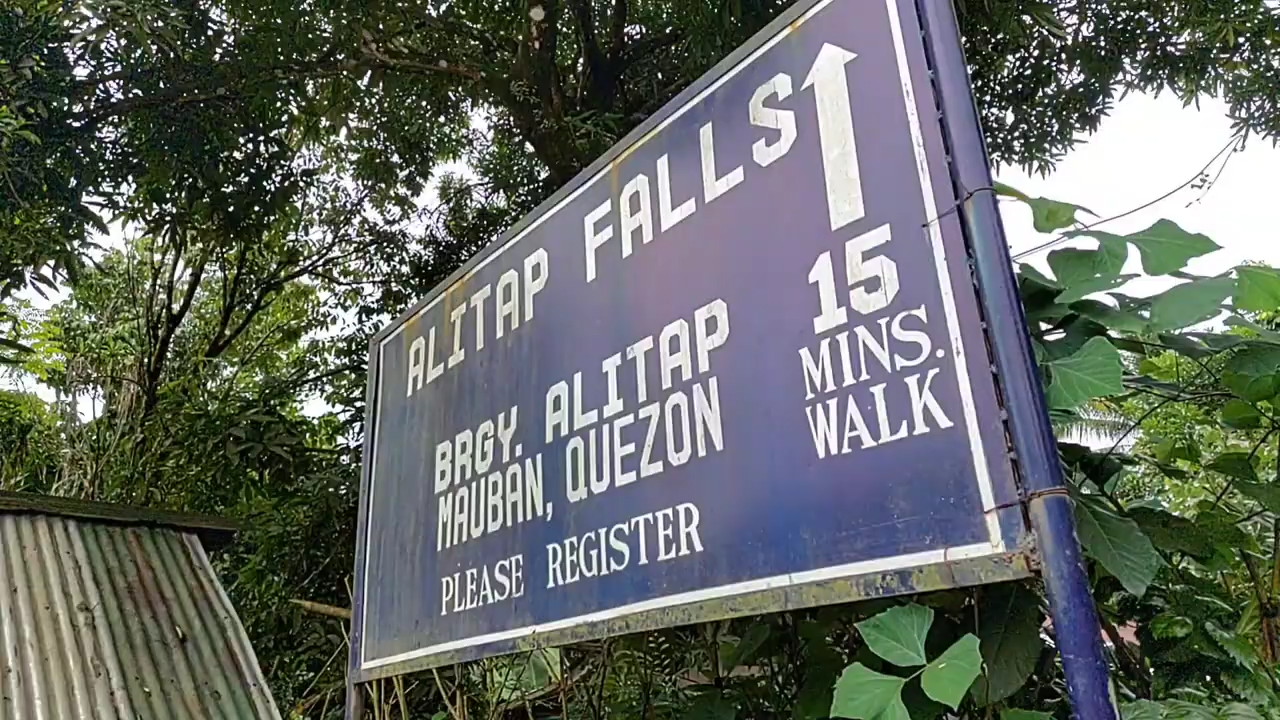 ALITAP FALLS
BRGY. ALITAP
MAUBAN, QUEZON
PLEASE REGISTER
15
MINS.
WALK